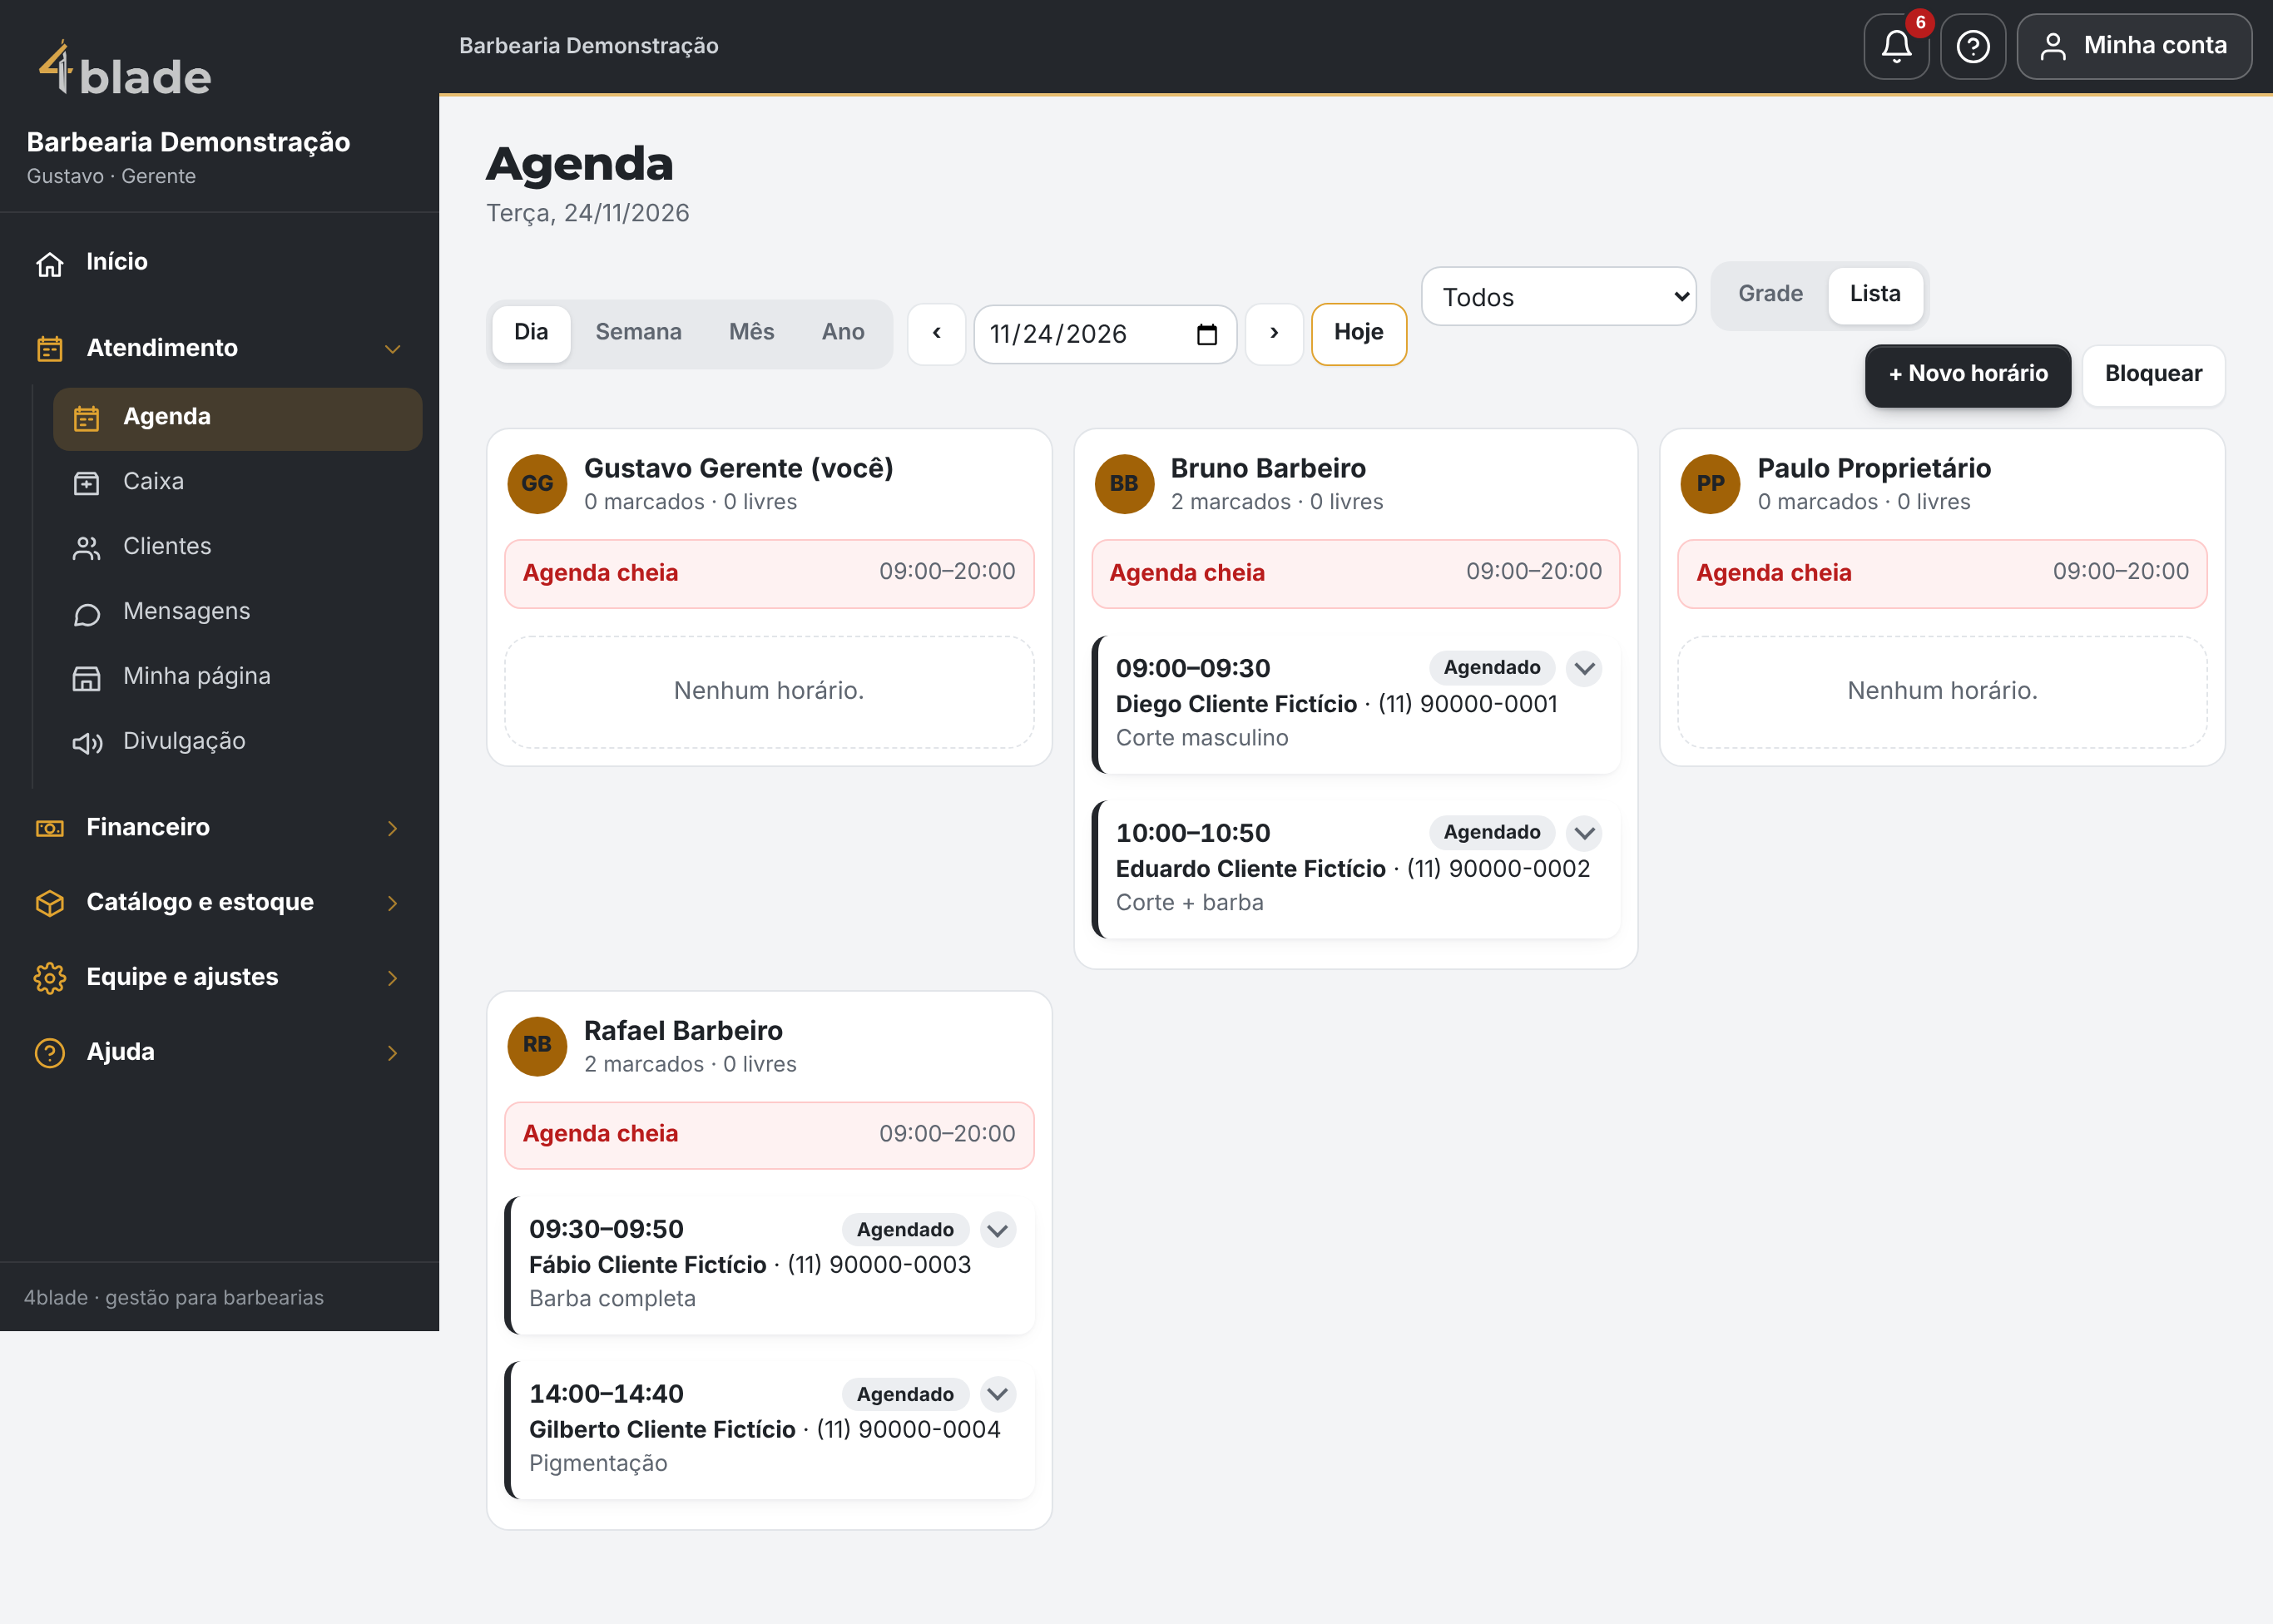 4blade
Barbearia Demonstração
Gustavo · Gerente
Início
Atendimento
Agenda
Caixa
Clientes
Mensagens
Minha página
Divulgação
Financeiro
Catálogo e estoque
Equipe e ajustes
Ajuda
4blade · gestão para barbearias
Barbearia Demonstração
6
Minha conta
Agenda
Terça, 24/11/2026
Dia Semana Mês Ano ‹ 11/24/2026 › Hoje
Todos Grade Lista
+ Novo horário Bloquear
GG
Gustavo Gerente (você)
0 marcados · 0 livres
Agenda cheia 09:00–20:00
Nenhum horário.
BB
Bruno Barbeiro
2 marcados · 0 livres
Agenda cheia 09:00–20:00
09:00–09:30 Agendado
Diego Cliente Fictício · (11) 90000-0001
Corte masculino
10:00–10:50 Agendado
Eduardo Cliente Fictício · (11) 90000-0002
Corte + barba
PP
Paulo Proprietário
0 marcados · 0 livres
Agenda cheia 09:00–20:00
Nenhum horário.
RB
Rafael Barbeiro
2 marcados · 0 livres
Agenda cheia 09:00–20:00
09:30–09:50 Agendado
Fábio Cliente Fictício · (11) 90000-0003
Barba completa
14:00–14:40 Agendado
Gilberto Cliente Fictício · (11) 90000-0004
Pigmentação